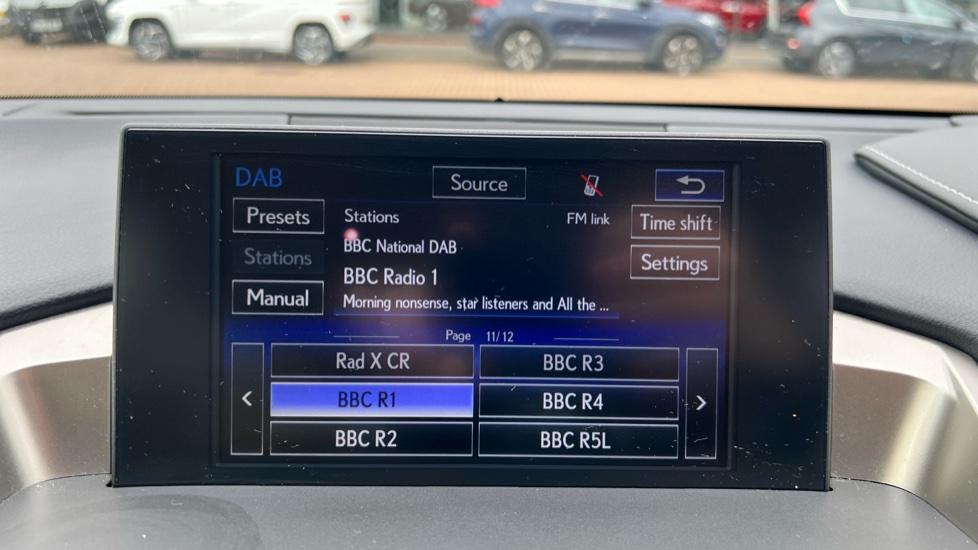 DAB
Source
Presets
Stations
FM link
Time shift
Stations
BBC National DAB
BBC Radio 1
Settings
Manual
Morning nonsense, star listeners and All the ...
Page 11/12
Rad X CR
BBC R3
<
BBC R1
BBC R4
>
BBC R2
BBC R5L